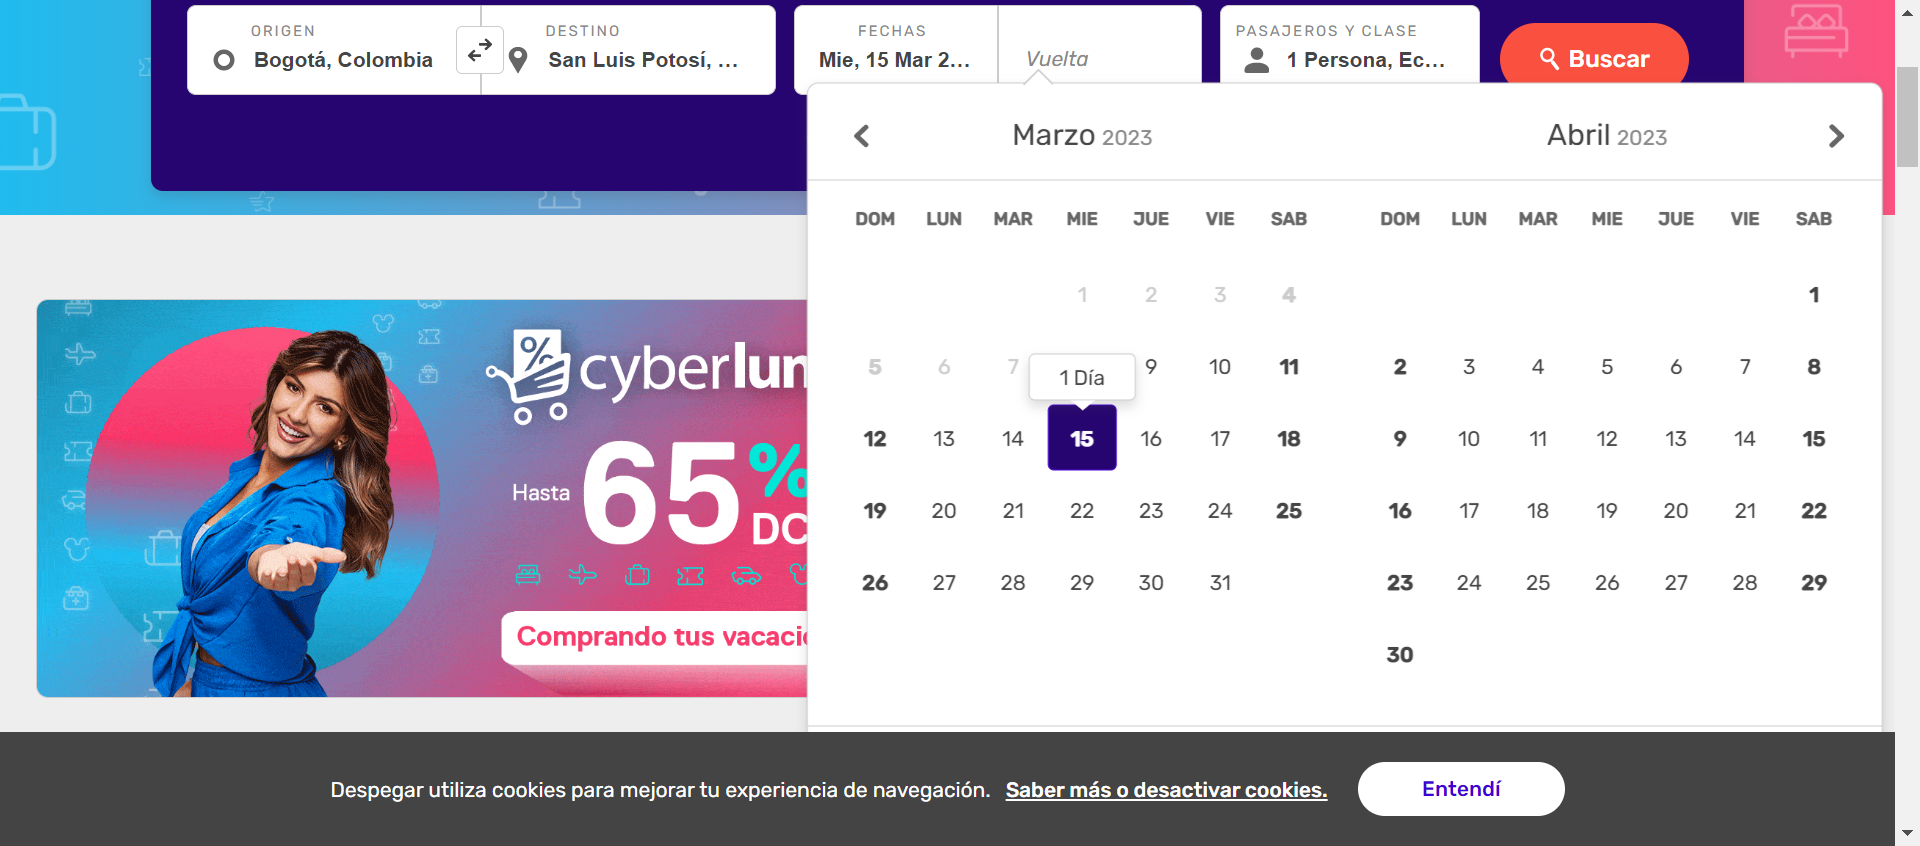 ORIGEN
Bogotá, Colombia
DESTINO
San Luis Potosí, ...
FECHAS
Mie, 15 Mar 2...
Vuelta
PASAJEROS Y CLASE
1 Persona, Ec...
Buscar
Marzo 2023
DOM LUN MAR MIE JUE VIE SAB
1 2 3 4
5 6 7 9 10 11
1 Día
12 13 14 15 16 17 18
19 20 21 22 23 24 25
26 27 28 29 30 31
Abril 2023
DOM LUN MAR MIE JUE VIE SAB
1
2 3 4 5 6 7 8
9 10 11 12 13 14 15
16 17 18 19 20 21 22
23 24 25 26 27 28 29
30
%
cyberlun
Hasta 65%
DC
Comprando tus vacacio
Despegar utiliza cookies para mejorar tu experiencia de navegación. Saber más o desactivar cookies.
Entendí